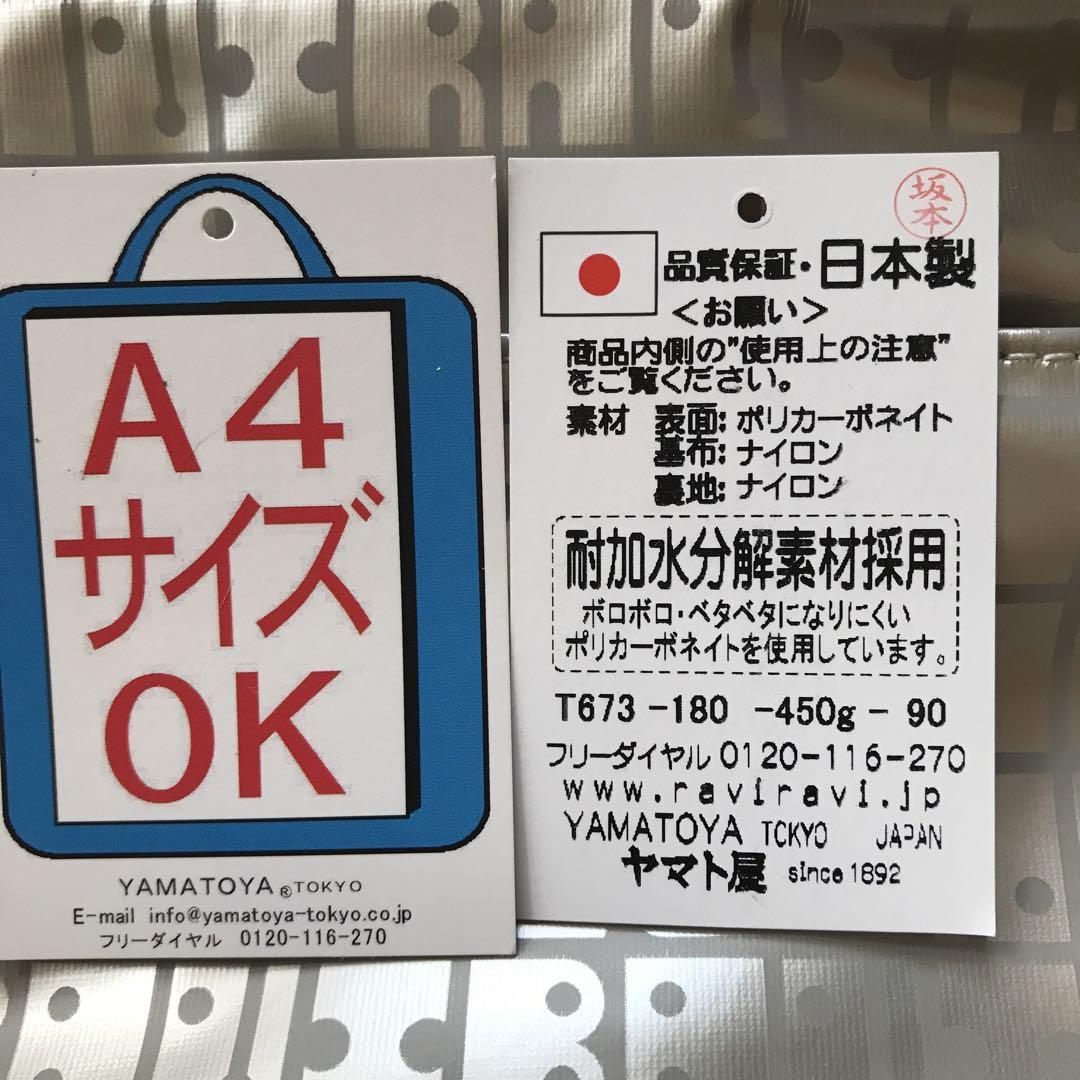 A4
サイズ
OK
YAMATOYA ® TOKYO
E-mail info@yamatoya-tokyo.co.jp
フリーダイヤル 0120-116-270
坂本
品質保証・日本製
<お願い>
商品内側の"使用上の注意"
をご覧ください。
素材 表面: ポリカーボネイト
基布: ナイロン
裏地: ナイロン
耐加水分解素材採用
ボロボロ・ベタベタになりにくい
ポリカーボネイトを使用しています。
T673 -180 -450g - 90
フリーダイヤル 0120-116-270
www.raviravi.jp
YAMATOYA TOKYO JAPAN
ヤマト屋 since 1892